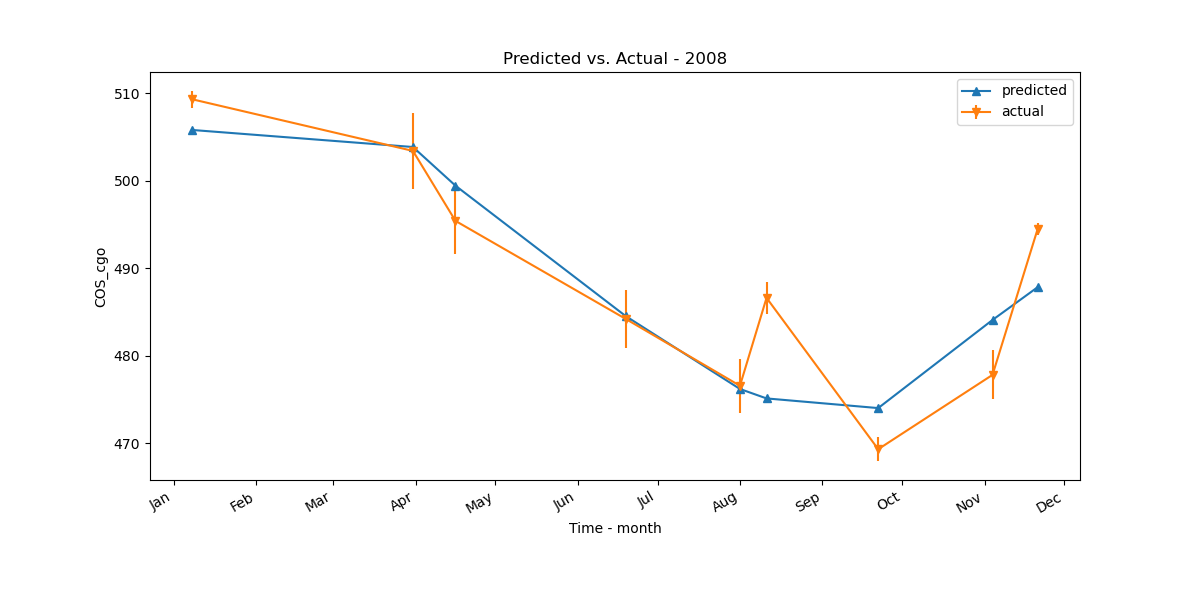 Predicted vs. Actual - 2008
predicted
actual
510
500
490
480
470
COS_cgo
Jan
Feb
Mar
Apr
May
Jun
Jul
Aug
Sep
Oct
Nov
Dec
Time - month